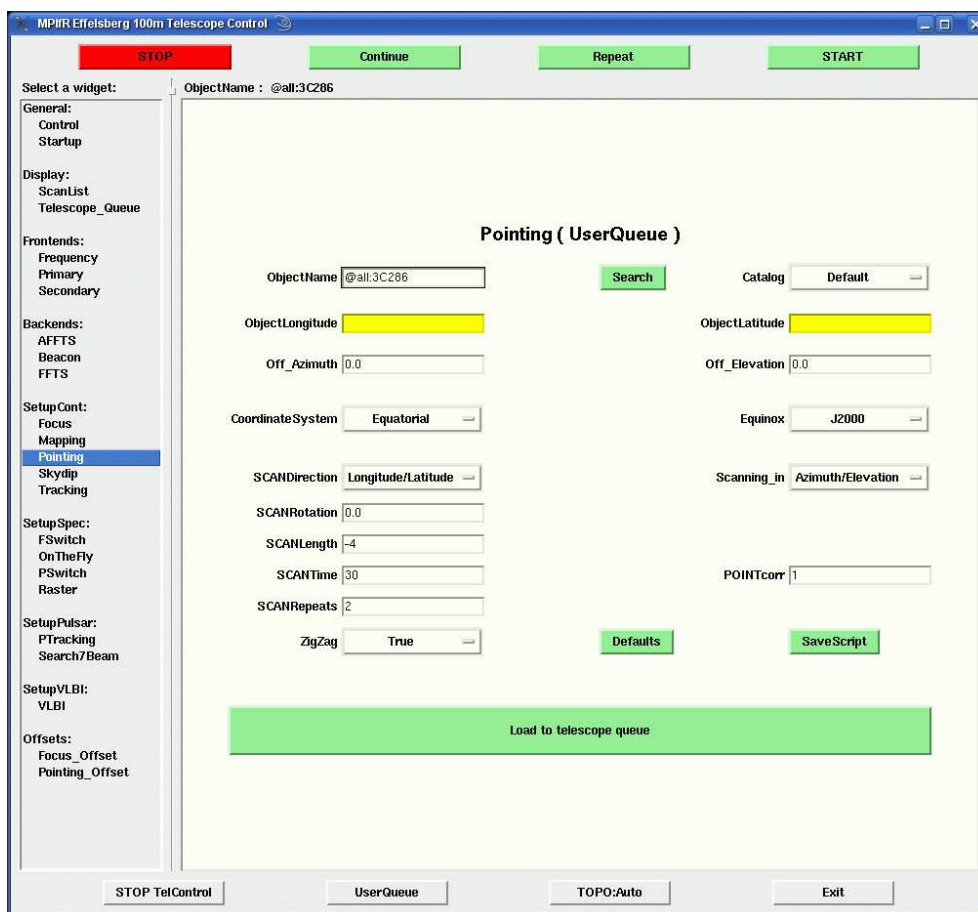 MPIfR Effelsberg 100m Telescope Control
STOP Continue Repeat START
Select a widget:
ObjectName : @all:3C286
General:
Control
Startup
Display:
ScanList
Telescope_Queue
Frontends:
Frequency
Primary
Secondary
Backends:
AFFTS
Beacon
FFTS
SetupCont:
Focus
Mapping
Pointing
Skydip
Tracking
SetupSpec:
FSwitch
OnTheFly
PSwitch
Raster
SetupPulsar:
PTracking
Search7Beam
SetupVLBI:
VLBI
Offsets:
Focus_Offset
Pointing_Offset
Pointing ( UserQueue )
ObjectName @all:3C286 Search Catalog Default
ObjectLongitude ObjectLatitude
Off_Azimuth 0.0 Off_Elevation 0.0
CoordinateSystem Equatorial Equinox J2000
SCANDirection Longitude/Latitude Scanning_in Azimuth/Elevation
SCANRotation 0.0
SCANLength -4
SCANTime 30 POINTcorr 1
SCANRepeats 2
ZigZag True Defaults SaveScript
Load to telescope queue
STOP TelControl UserQueue TOPO:Auto Exit